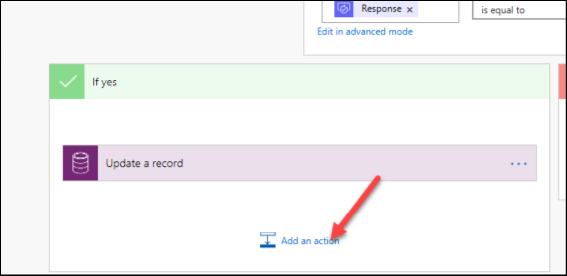 Response x
is equal to
Edit in advanced mode
If yes
Update a record
Add an action